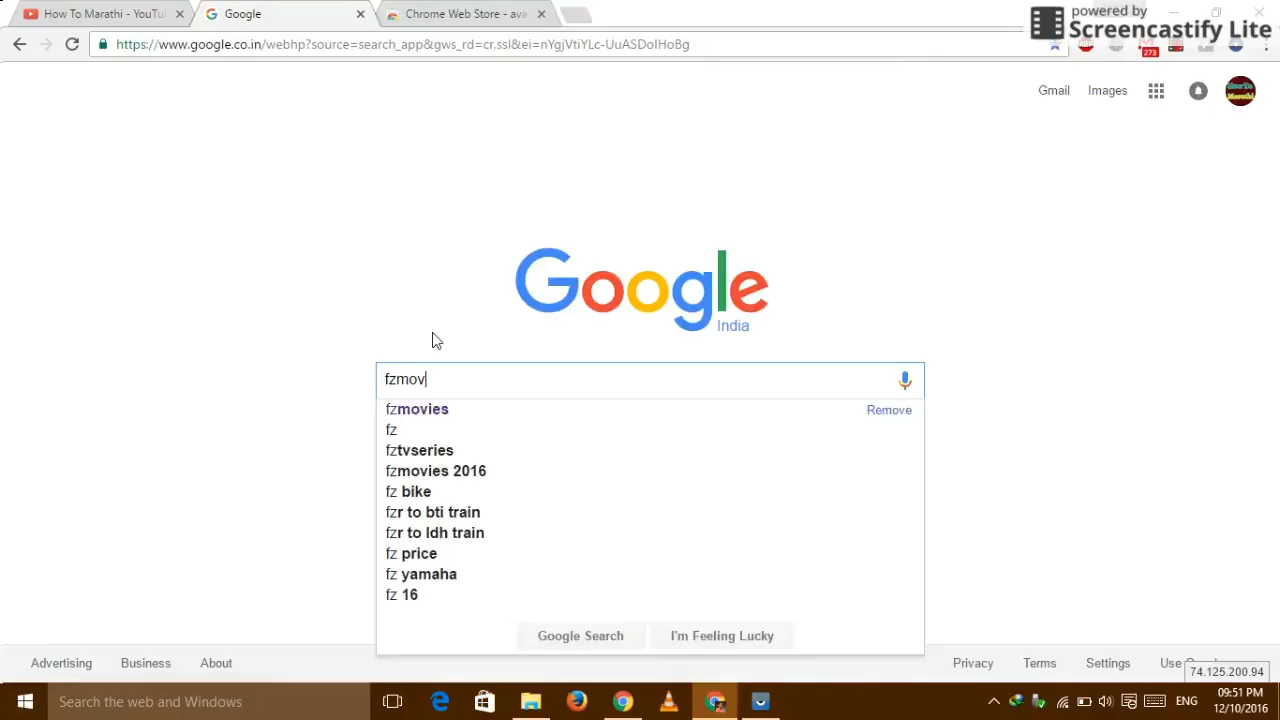 How To Marathi - YouTu
Google
Chrome Web Store - ava
powered by
Screencastify Lite
https://www.google.co.in/webhp?source=search_app&gws_rd=cr,ssl&ei=nYgjVtiYLc-UuASDoIHoBg
273
Gmail
Images
Google
India
fzmov
fzmovies
Remove
fz
fztvseries
fzmovies 2016
fz bike
fzr to bti train
fzr to ldh train
fz price
fz yamaha
fz 16
Google Search
I'm Feeling Lucky
Advertising
Business
About
Privacy
Terms
Settings
74.125.200.94
Search the web and Windows
ENG
09:51 PM
12/10/2016